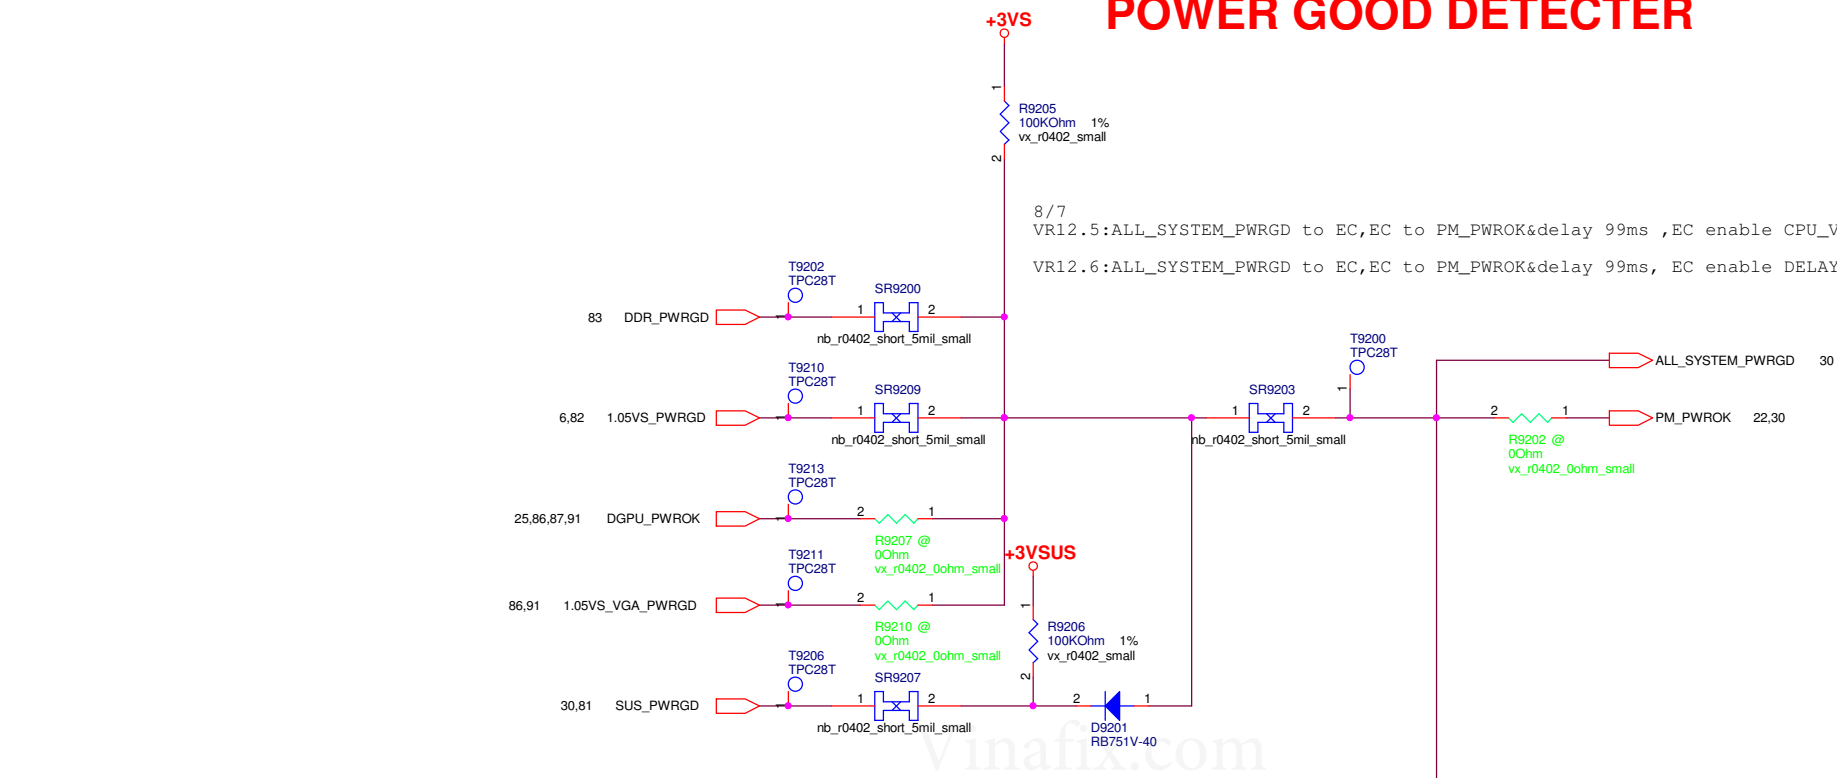 POWER GOOD DETECTER
+3VS
1
R9205
100KOhm 1%
vx_r0402_small
2
8/7
VR12.5:ALL_SYSTEM_PWRGD to EC,EC to PM_PWROK&delay 99ms ,EC enable CPU_V
VR12.6:ALL_SYSTEM_PWRGD to EC,EC to PM_PWROK&delay 99ms, EC enable DELAY
T9202
TPC28T
SR9200
83 DDR_PWRGD 1 1 2
nb_r0402_short_5mil_small
T9200
TPC28T
1
ALL_SYSTEM_PWRGD 30
T9210
TPC28T
SR9209
6,82 1.05VS_PWRGD 1 1 2
nb_r0402_short_5mil_small
SR9203
1 2
nb_r0402_short_5mil_small
2 1 PM_PWROK 22,30
R9202 @
0Ohm
vx_r0402_0ohm_small
T9213
TPC28T
25,86,87,91 DGPU_PWROK 1 2 1
R9207 @
0Ohm
vx_r0402_0ohm_small
+3VSUS
T9211
TPC28T
86,91 1.05VS_VGA_PWRGD 1 2 1
R9210 @
0Ohm
vx_r0402_0ohm_small
1
R9206
100KOhm 1%
vx_r0402_small
2
T9206
TPC28T
SR9207
30,81 SUS_PWRGD 1 1 2
nb_r0402_short_5mil_small
2 1
D9201
RB751V-40
Vinafix.com